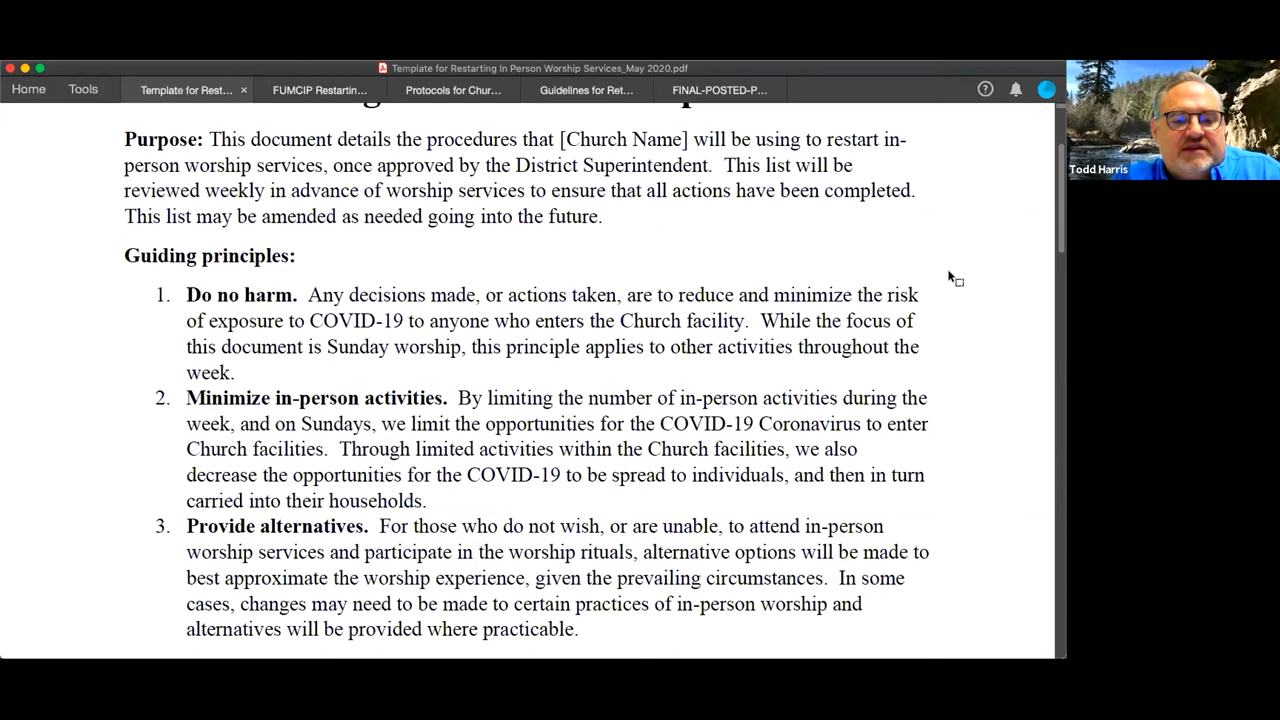 Template for Restarting In Person Worship Services_May 2020.pdf
Home Tools Template for Rest... × FUMCIP Restartin... Protocols for Chur... Guidelines for Ret... FINAL-POSTED-P...
Purpose: This document details the procedures that [Church Name] will be using to restart in-
person worship services, once approved by the District Superintendent. This list will be
reviewed weekly in advance of worship services to ensure that all actions have been completed.
This list may be amended as needed going into the future.
Guiding principles:
1. Do no harm. Any decisions made, or actions taken, are to reduce and minimize the risk
of exposure to COVID-19 to anyone who enters the Church facility. While the focus of
this document is Sunday worship, this principle applies to other activities throughout the
week.
2. Minimize in-person activities. By limiting the number of in-person activities during the
week, and on Sundays, we limit the opportunities for the COVID-19 Coronavirus to enter
Church facilities. Through limited activities within the Church facilities, we also
decrease the opportunities for the COVID-19 to be spread to individuals, and then in turn
carried into their households.
3. Provide alternatives. For those who do not wish, or are unable, to attend in-person
worship services and participate in the worship rituals, alternative options will be made to
best approximate the worship experience, given the prevailing circumstances. In some
cases, changes may need to be made to certain practices of in-person worship and
alternatives will be provided where practicable.
Todd Harris